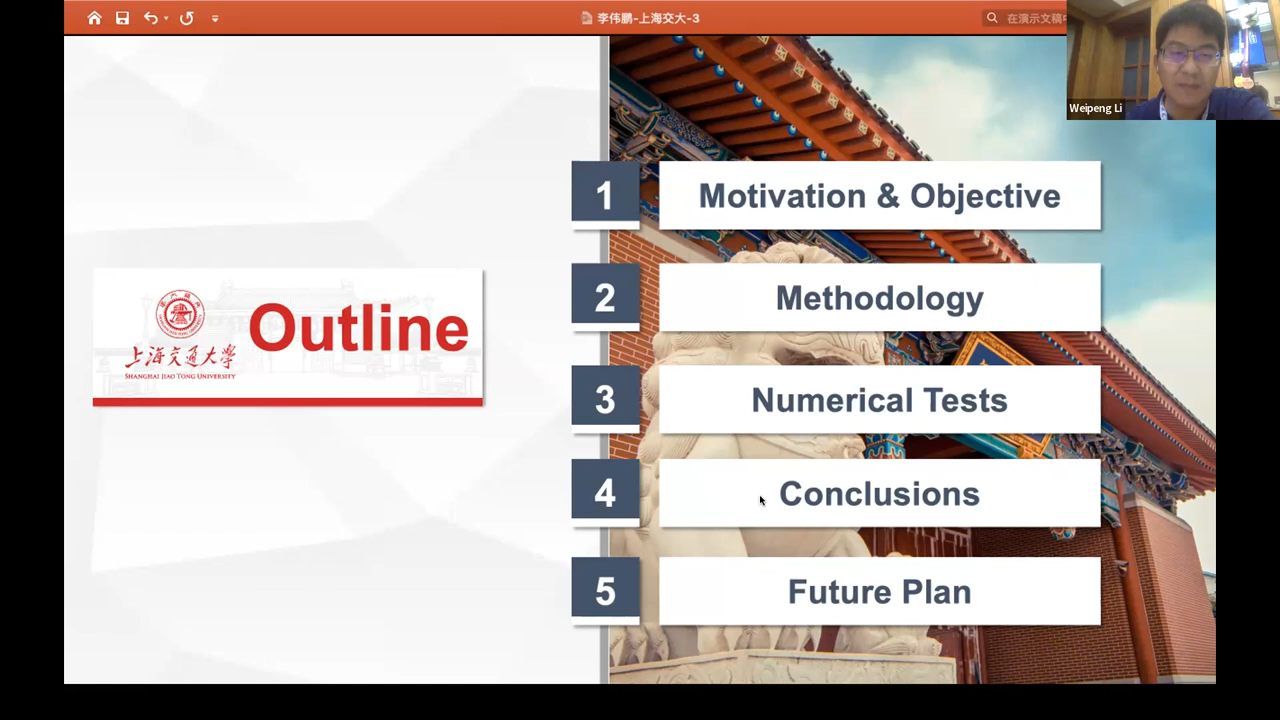 李伟鹏-上海交大-3
在演示文稿中
Weipeng Li
Outline
上海交通大学
SHANGHAI JIAO TONG UNIVERSITY
1 Motivation & Objective
2 Methodology
3 Numerical Tests
4 Conclusions
5 Future Plan